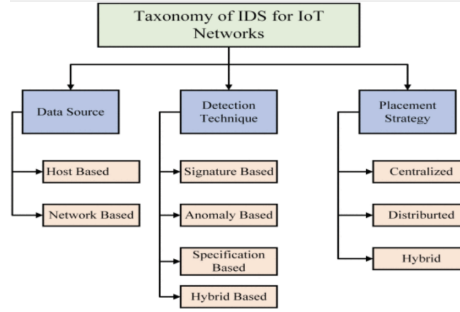 Taxonomy of IDS for IoT
Networks
Data Source
Detection
Technique
Placement
Strategy
Host Based
Network Based
Signature Based
Anomaly Based
Specification
Based
Hybrid Based
Centralized
Distriburted
Hybrid